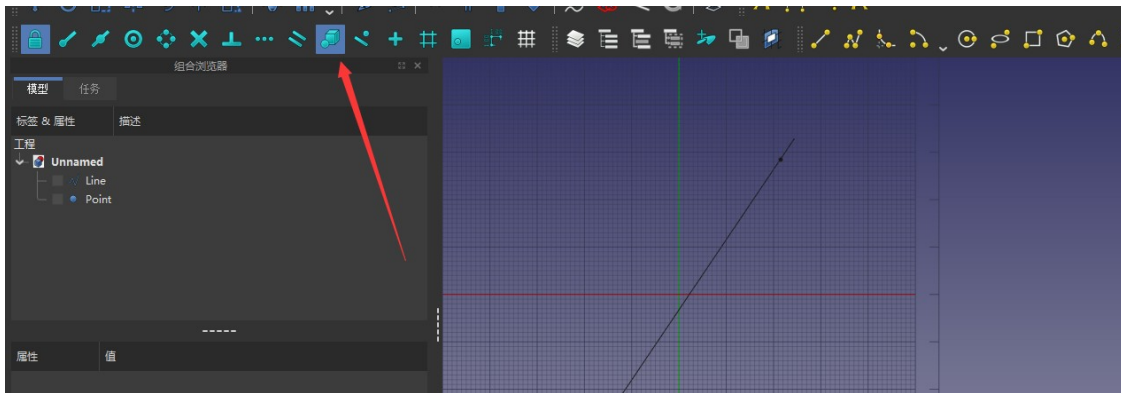 组合浏览器
模型 任务
标签 & 属性 描述
工程
Unnamed
Line
Point
属性 值